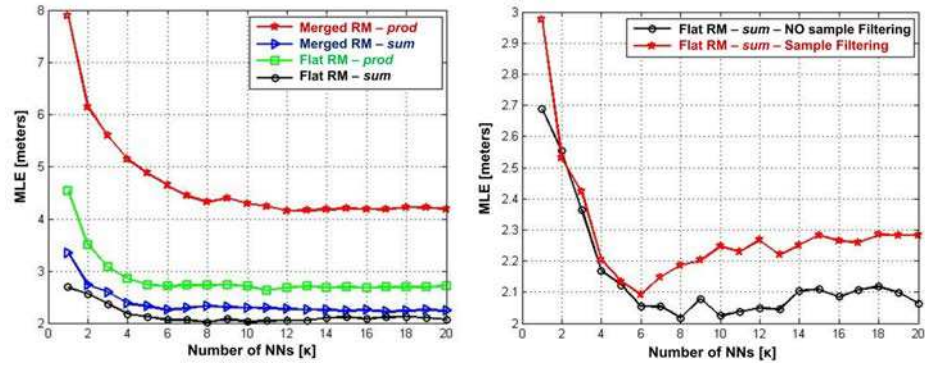 8
7
6
5
4
3
2
MLE [meters]
Merged RM – prod
Merged RM – sum
Flat RM – prod
Flat RM – sum
0 2 4 6 8 10 12 14 16 18 20
Number of NNs [κ]
3
2.9
2.8
2.7
2.6
2.5
2.4
2.3
2.2
2.1
2
MLE [meters]
Flat RM – sum – NO sample Filtering
Flat RM – sum – Sample Filtering
0 2 4 6 8 10 12 14 16 18 20
Number of NNs [κ]